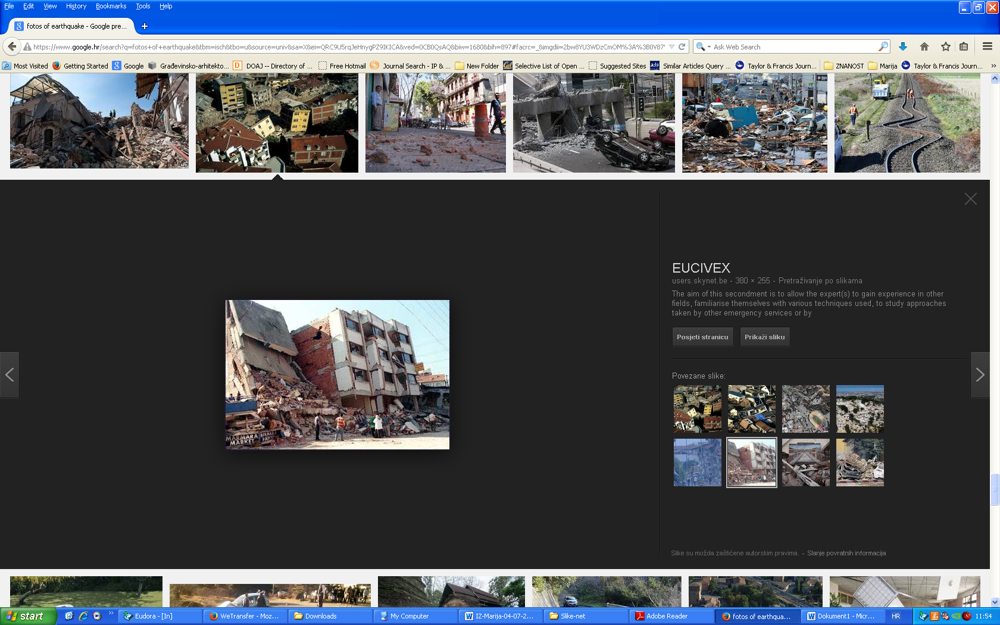 File Edit View History Bookmarks Tools Help
fotos of earthquake - Google pre...
https://www.google.hr/search?q=fotos+of+earthquake&tbm=isch&tbo=u&source=univ&sa=X&ei=QRC9U5rqJeHnygPZ9IKICA&ved=0CB0QsAQ&biw=1680&bih=897#facrc=_&imgdii=2bw8YU3WDzCmOM%3A%3B0V87' Ask Web Search
Most Visited Getting Started Google Građevinsko-arhitekto... DOAJ -- Directory of ... Free Hotmail Journal Search - IP & ... New Folder Selective List of Open ... Suggested Sites Similar Articles Query ... Taylor & Francis Journ... ZNANOST Marija Taylor & Francis Journ... »
AFP
EUCIVEX
users.skynet.be - 380 × 255 - Pretraživanje po slikama
The aim of this secondment is to allow the expert(s) to gain experience in other
fields, familiarise themselves with various techniques used, to study approaches
taken by other emergency services or by
Posjeti stranicu Prikaži sliku
Povezane slike:
MARMARA
MARKET
Slike su možda zaštićene autorskim pravima. - Slanje povratnih informacija
start Eudora - [In] WeTransfer - Moz... Downloads My Computer IZ-Marija-04-07-2... Slike-net Adobe Reader fotos of earthqua... Dokument1 - Micr... HR 11:54